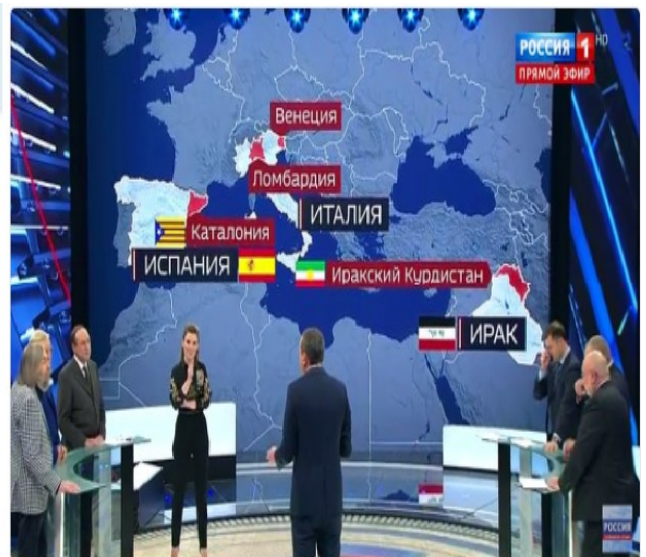 РОССИЯ 1 HD
ПРЯМОЙ ЭФИР
Венеция
Ломбардия
ИТАЛИЯ
Каталония
ИСПАНИЯ
Иракский Курдистан
ИРАК
РОССИЯ